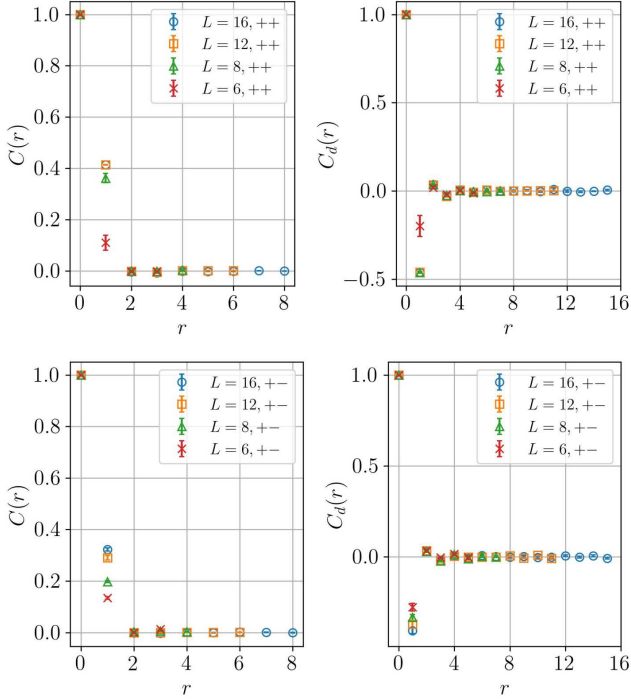 1.0
0.8
0.6
0.4
0.2
0.0
C(r)
0 2 4 6 8
r
L = 16, ++
L = 12, ++
L = 8, ++
L = 6, ++
1.0
0.5
0.0
−0.5
C_d(r)
0 4 8 12 16
r
L = 16, ++
L = 12, ++
L = 8, ++
L = 6, ++
1.0
0.8
0.6
0.4
0.2
0.0
C(r)
0 2 4 6 8
r
L = 16, +−
L = 12, +−
L = 8, +−
L = 6, +−
1.0
0.5
0.0
C_d(r)
0 4 8 12 16
r
L = 16, +−
L = 12, +−
L = 8, +−
L = 6, +−